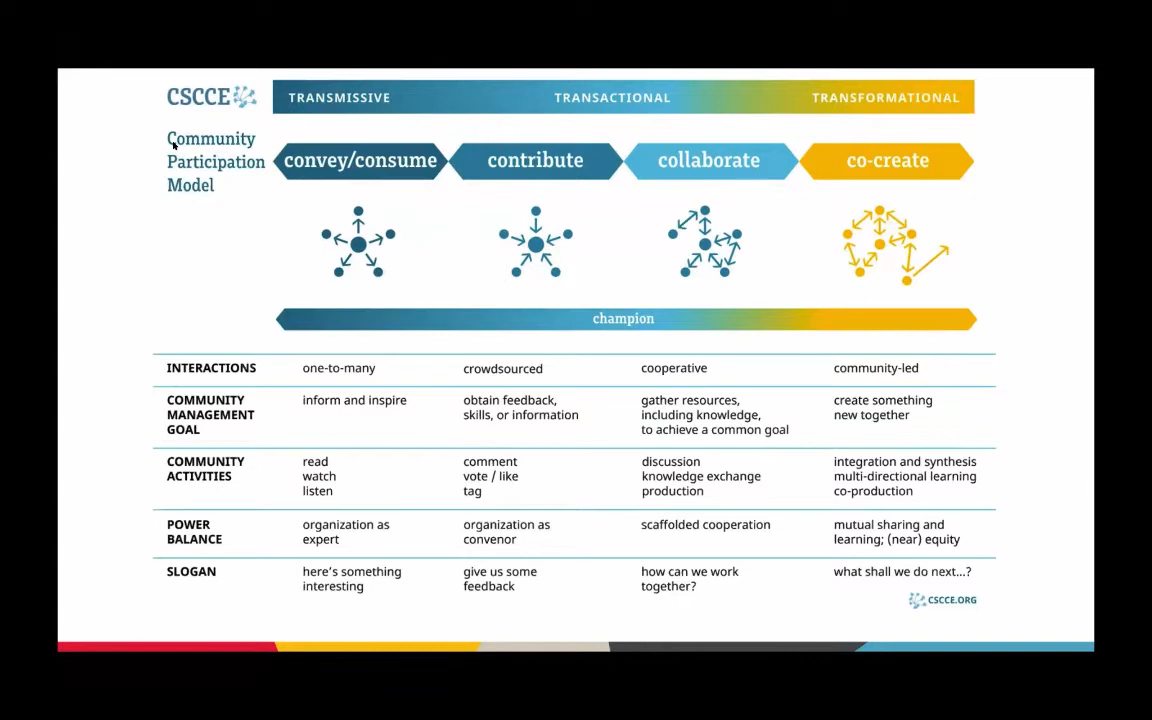 CSCCE
TRANSMISSIVE TRANSACTIONAL TRANSFORMATIONAL
Community
Participation
Model
convey/consume contribute collaborate co-create
champion
INTERACTIONS one-to-many crowdsourced cooperative community-led
COMMUNITY
MANAGEMENT
GOAL
inform and inspire
obtain feedback,
skills, or information
gather resources,
including knowledge,
to achieve a common goal
create something
new together
COMMUNITY
ACTIVITIES
read
watch
listen
comment
vote / like
tag
discussion
knowledge exchange
production
integration and synthesis
multi-directional learning
co-production
POWER
BALANCE
organization as
expert
organization as
convenor
scaffolded cooperation
mutual sharing and
learning; (near) equity
SLOGAN
here's something
interesting
give us some
feedback
how can we work
together?
what shall we do next...?
CSCCE.ORG